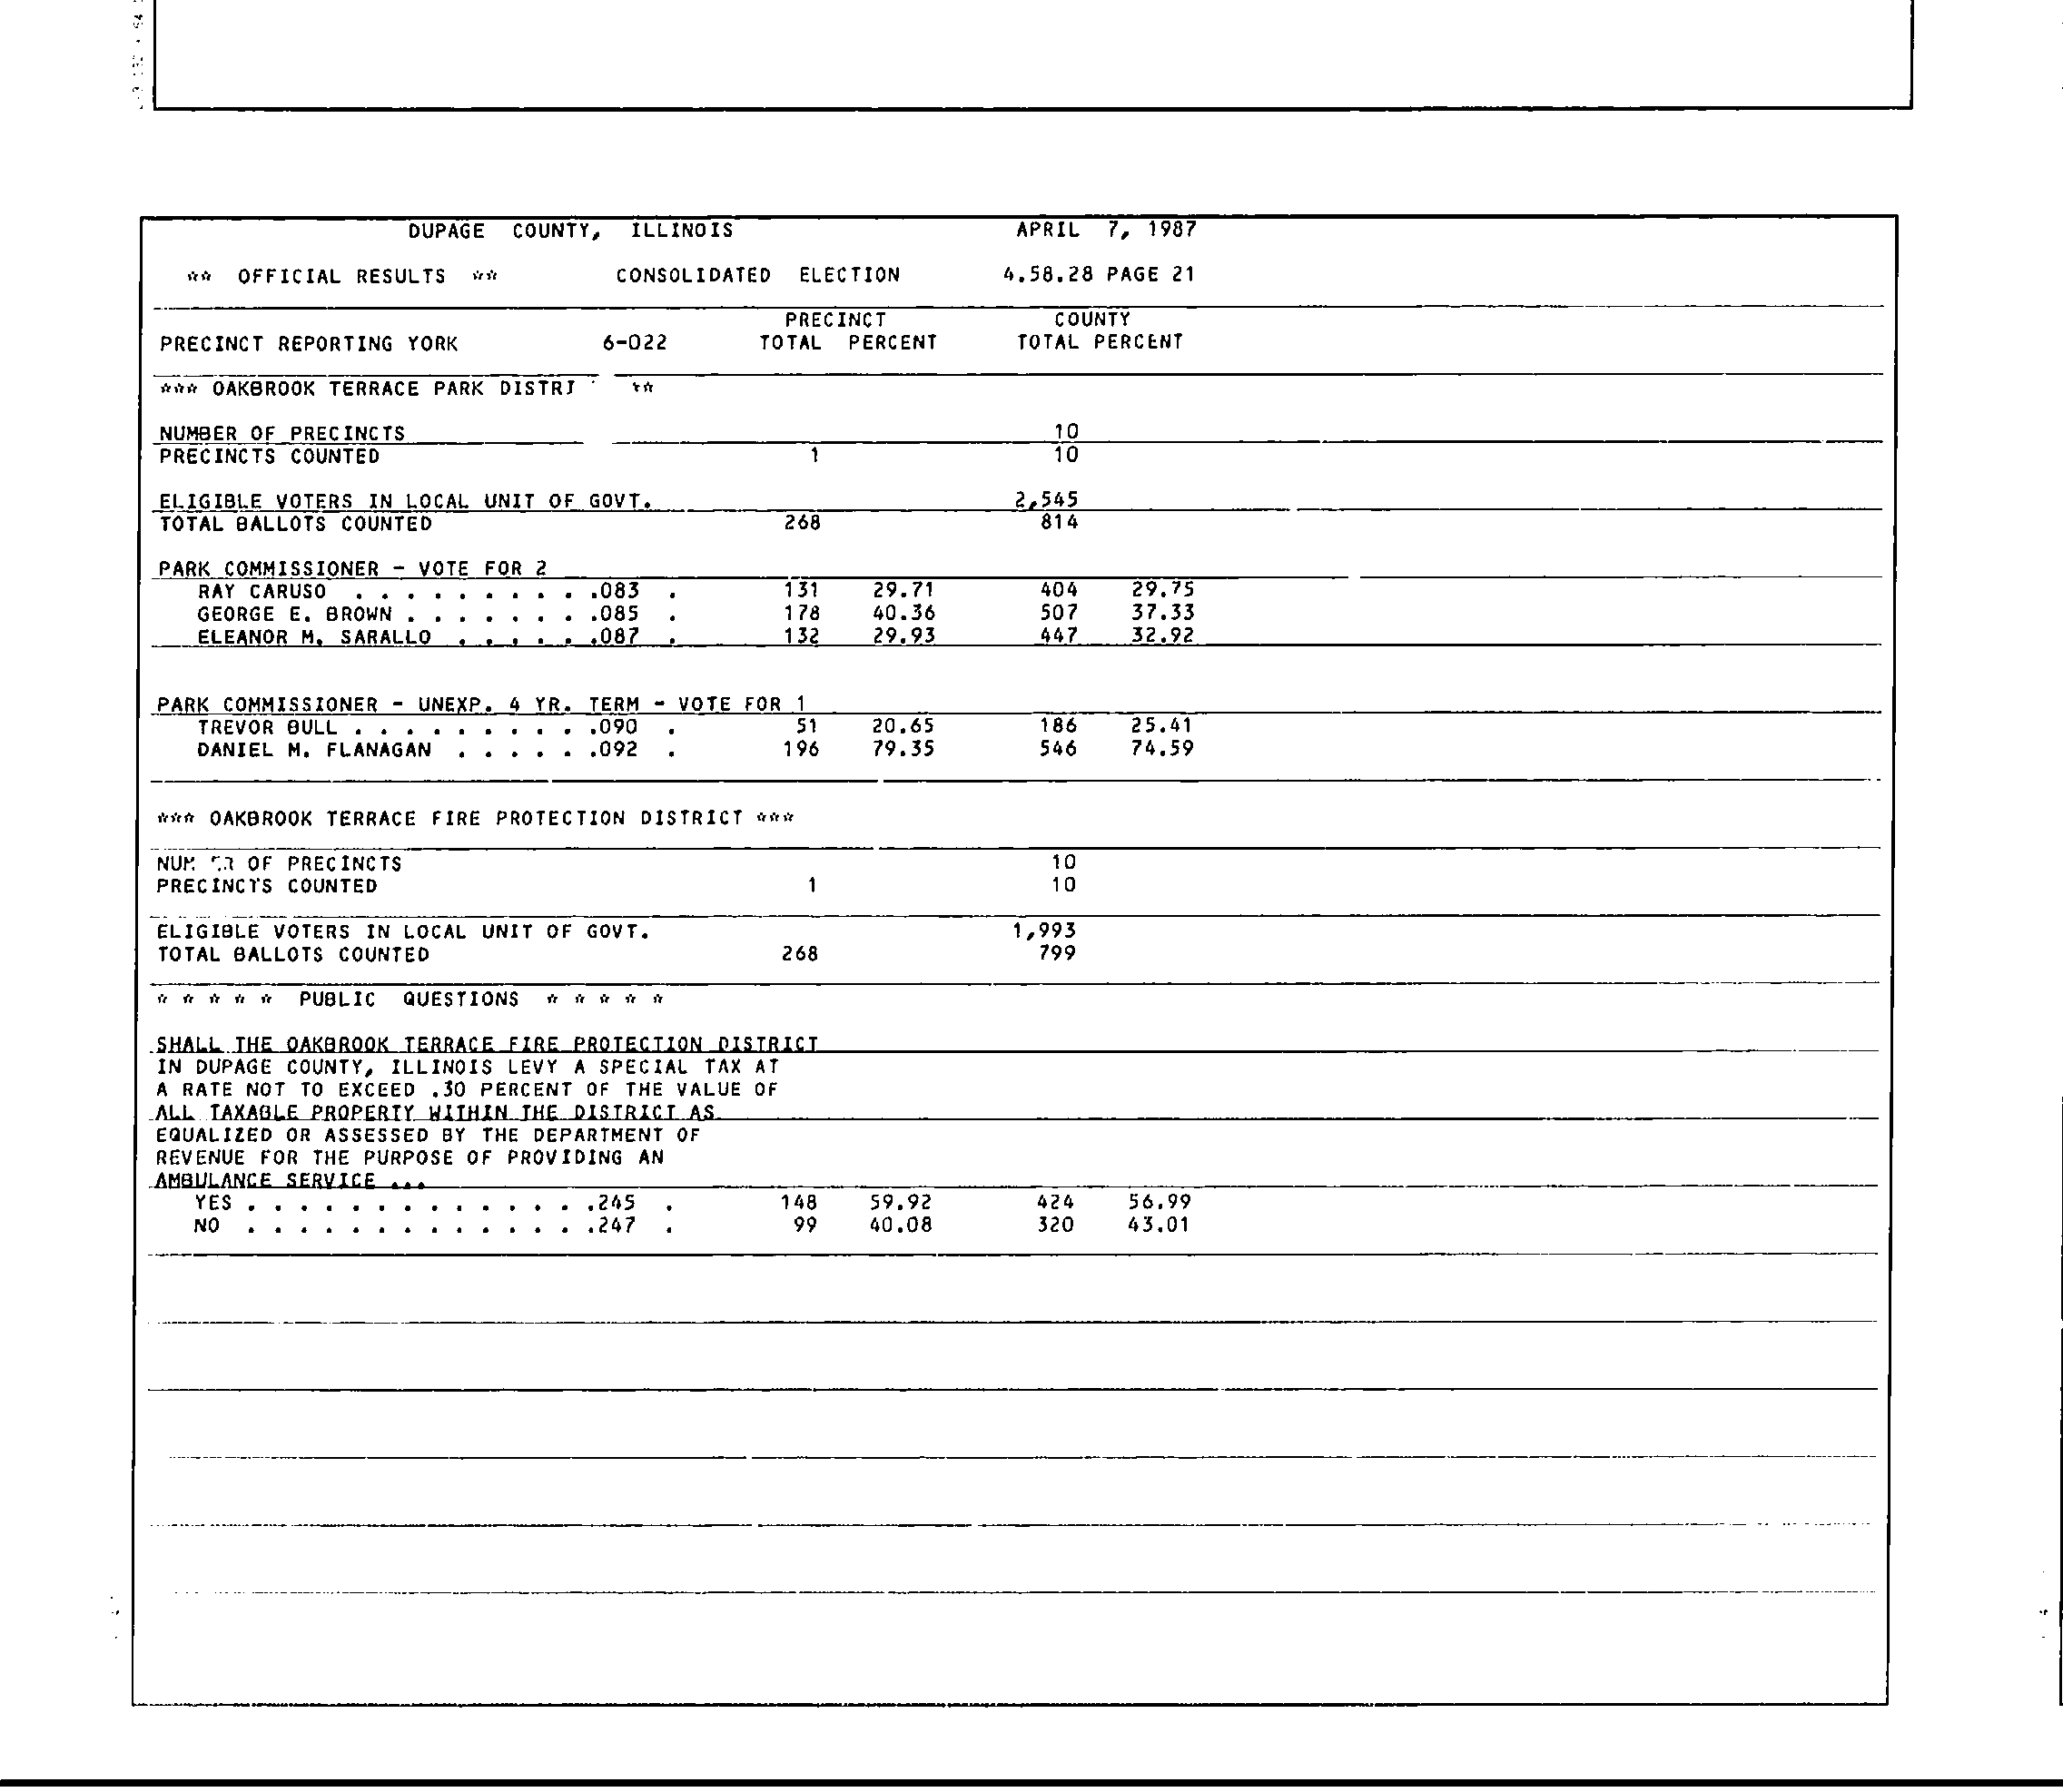 DUPAGE COUNTY, ILLINOIS APRIL 7, 1987
** OFFICIAL RESULTS ** CONSOLIDATED ELECTION 4.58.28 PAGE 21
PRECINCT COUNTY
PRECINCT REPORTING YORK 6-022 TOTAL PERCENT TOTAL PERCENT
*** OAKBROOK TERRACE PARK **
NUMBER OF PRECINCTS 10
PRECINCTS COUNTED 1 10
ELIGIBLE VOTERS IN LOCAL UNIT OF GOVT. 2,545
TOTAL BALLOTS COUNTED 268 814
PARK COMMISSIONER - VOTE FOR 2
RAY CARUSO . . . . . . . . . .083 . 131 29.71 404 29.75
GEORGE E. BROWN . . . . . . . .085 . 178 40.36 507 37.33
ELEANOR M. SARALLO . . . . . .087 . 132 29.93 447 32.92
PARK COMMISSIONER - UNEXP. 4 YR. TERM - VOTE FOR 1
TREVOR BULL . . . . . . . . . .090 . 51 20.65 186 25.41
DANIEL M. FLANAGAN . . . . . .092 . 196 79.35 546 74.59
*** OAKBROOK TERRACE FIRE PROTECTION DISTRICT ***
OF PRECINCTS 10
PRECINCTS COUNTED 1 10
ELIGIBLE VOTERS IN LOCAL UNIT OF GOVT. 1,993
TOTAL BALLOTS COUNTED 268 799
* * * * * PUBLIC QUESTIONS * * * * *
SHALL THE OAKBROOK TERRACE FIRE PROTECTION DISTRICT
IN DUPAGE COUNTY, ILLINOIS LEVY A SPECIAL TAX AT
A RATE NOT TO EXCEED .30 PERCENT OF THE VALUE OF
ALL TAXABLE PROPERTY WITHIN THE DISTRICT AS
EQUALIZED OR ASSESSED BY THE DEPARTMENT OF
REVENUE FOR THE PURPOSE OF PROVIDING AN
AMBULANCE SERVICE ...
YES . . . . . . . . . . . . . .245 . 148 59.92 424 56.99
NO . . . . . . . . . . . . . .247 . 99 40.08 320 43.01